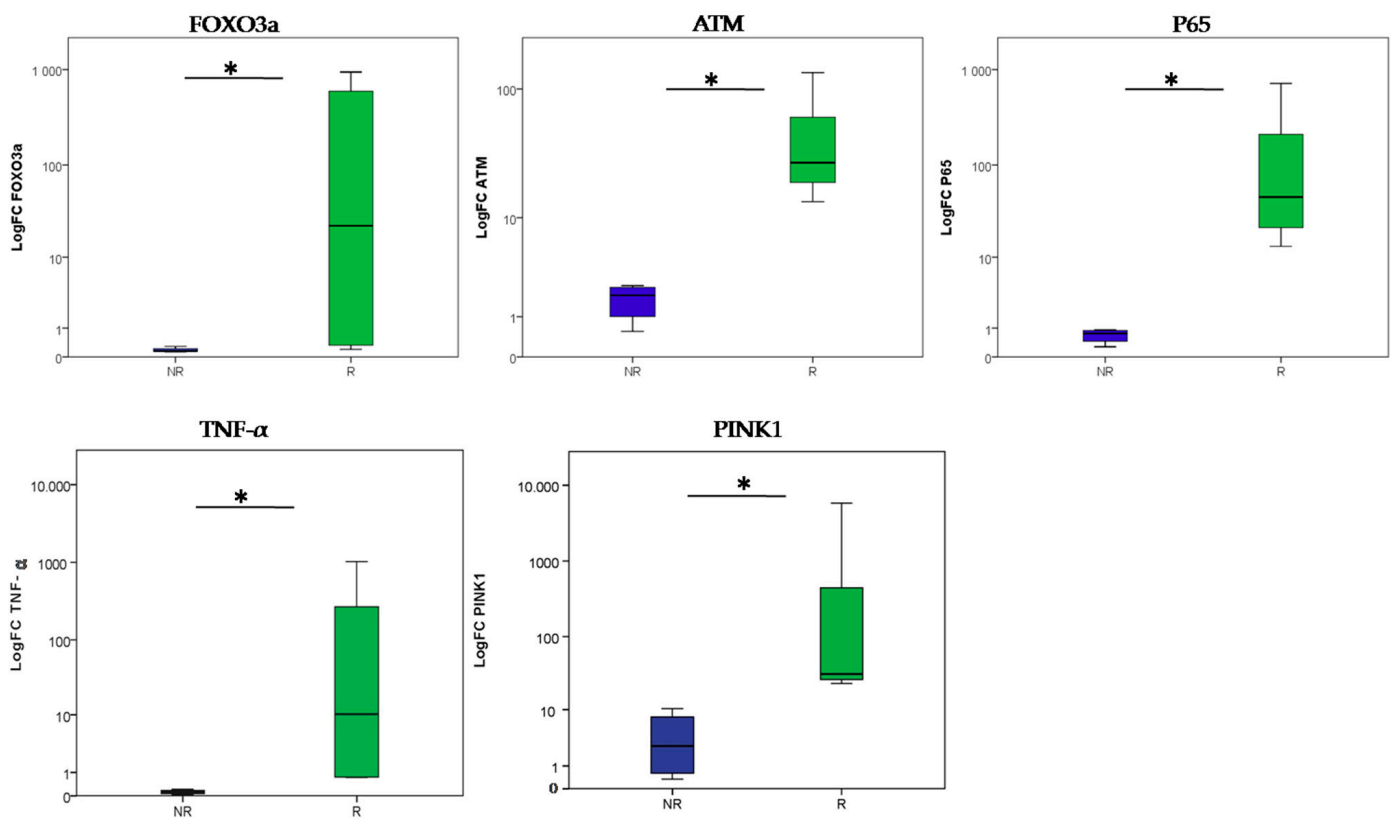 FOXO3a
*
1 000
100
10
1
0
LogFC FOXO3a
NR
R
ATM
*
100
10
1
0
LogFC ATM
NR
R
P65
*
1 000
100
10
1
0
LogFC P65
NR
R
TNF-α
*
10.000
1000
100
10
1
0
LogFC TNF- α
NR
R
PINK1
*
10.000
1000
100
10
1
0
LogFC PINK1
NR
R